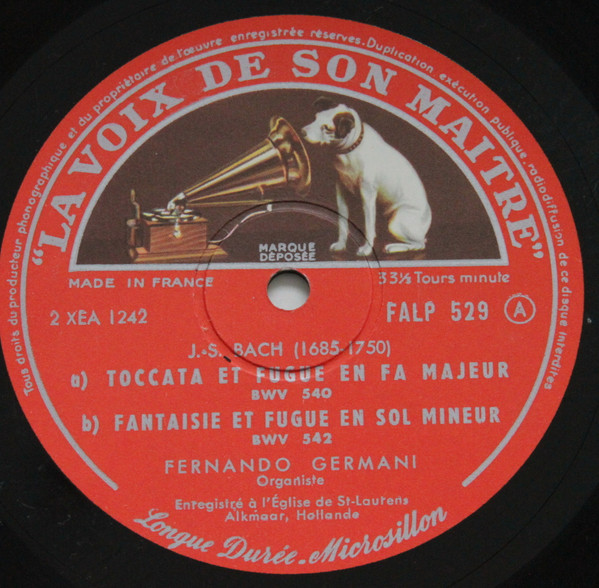 Tous droits du producteur phonographique et du propriétaire de l'œuvre enregistrée réservés. Duplication, exécution publique, radiodiffusion de ce disque interdites
"LA VOIX DE SON MAITRE"
MARQUE
DÉPOSÉE
MADE IN FRANCE 33⅓ Tours minute
2 XEA 1242 FALP 529 A
J.-S. BACH (1685-1750)
a) TOCCATA ET FUGUE EN FA MAJEUR
BWV 540
b) FANTAISIE ET FUGUE EN SOL MINEUR
BWV 542
FERNANDO GERMANI
Organiste
Enregistré à l'Église de St-Laurens
Alkmaar, Hollande
Longue Durée - Microsillon